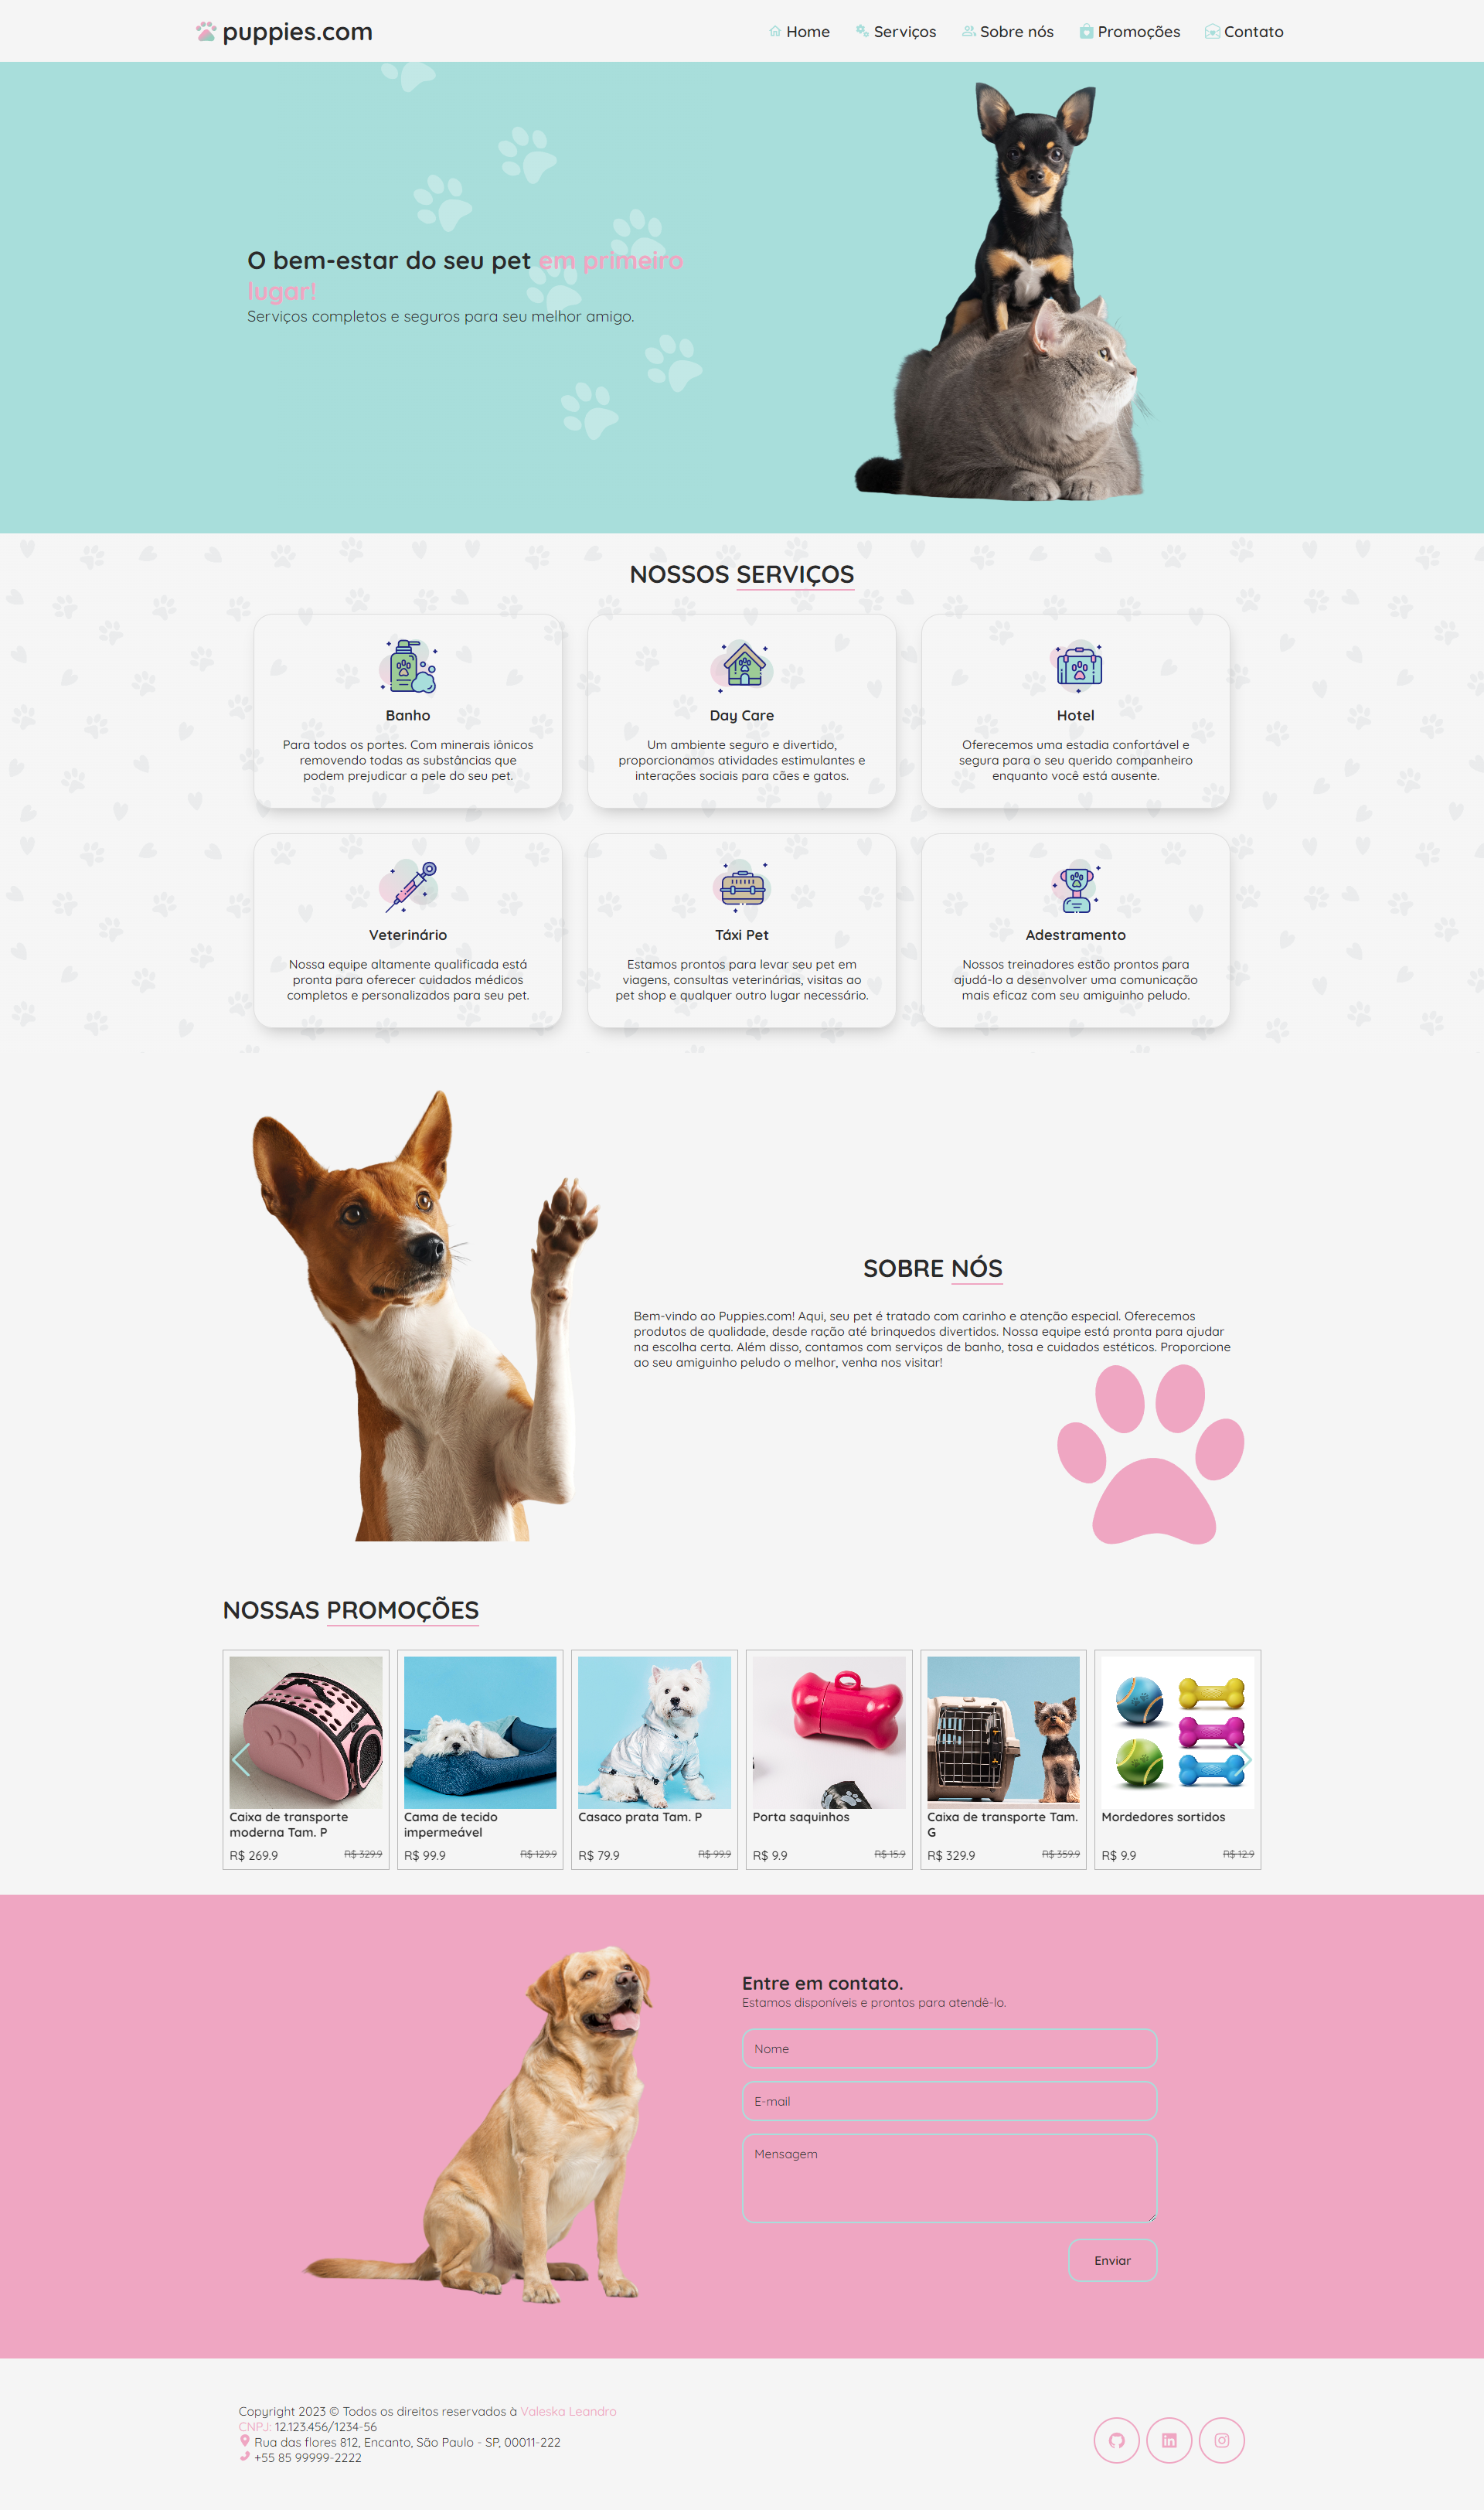 puppies.com
Home
Serviços
Sobre nós
Promoções
Contato
O bem-estar do seu pet em primeiro
lugar!
Serviços completos e seguros para seu melhor amigo.
NOSSOS SERVIÇOS
Banho
Para todos os portes. Com minerais iônicos
removendo todas as substâncias que
podem prejudicar a pele do seu pet.
Day Care
Um ambiente seguro e divertido,
proporcionamos atividades estimulantes e
interações sociais para cães e gatos.
Hotel
Oferecemos uma estadia confortável e
segura para o seu querido companheiro
enquanto você está ausente.
Veterinário
Nossa equipe altamente qualificada está
pronta para oferecer cuidados médicos
completos e personalizados para seu pet.
Táxi Pet
Estamos prontos para levar seu pet em
viagens, consultas veterinárias, visitas ao
pet shop e qualquer outro lugar necessário.
Adestramento
Nossos treinadores estão prontos para
ajudá-lo a desenvolver uma comunicação
mais eficaz com seu amiguinho peludo.
SOBRE NÓS
Bem-vindo ao Puppies.com! Aqui, seu pet é tratado com carinho e atenção especial. Oferecemos
produtos de qualidade, desde ração até brinquedos divertidos. Nossa equipe está pronta para ajudar
na escolha certa. Além disso, contamos com serviços de banho, tosa e cuidados estéticos. Proporcione
ao seu amiguinho peludo o melhor, venha nos visitar!
NOSSAS PROMOÇÕES
Caixa de transporte
moderna Tam. P
R$ 269.9
R$ 329.9
Cama de tecido
impermeável
R$ 99.9
R$ 129.9
Casaco prata Tam. P
R$ 79.9
R$ 99.9
Porta saquinhos
R$ 9.9
R$ 15.9
Caixa de transporte Tam.
G
R$ 329.9
R$ 359.9
Mordedores sortidos
R$ 9.9
R$ 12.9
Entre em contato.
Estamos disponíveis e prontos para atendê-lo.
Nome
E-mail
Mensagem
Enviar
Copyright 2023 © Todos os direitos reservados à Valeska Leandro
CNPJ: 12.123.456/1234-56
Rua das flores 812, Encanto, São Paulo - SP, 00011-222
+55 85 99999-2222